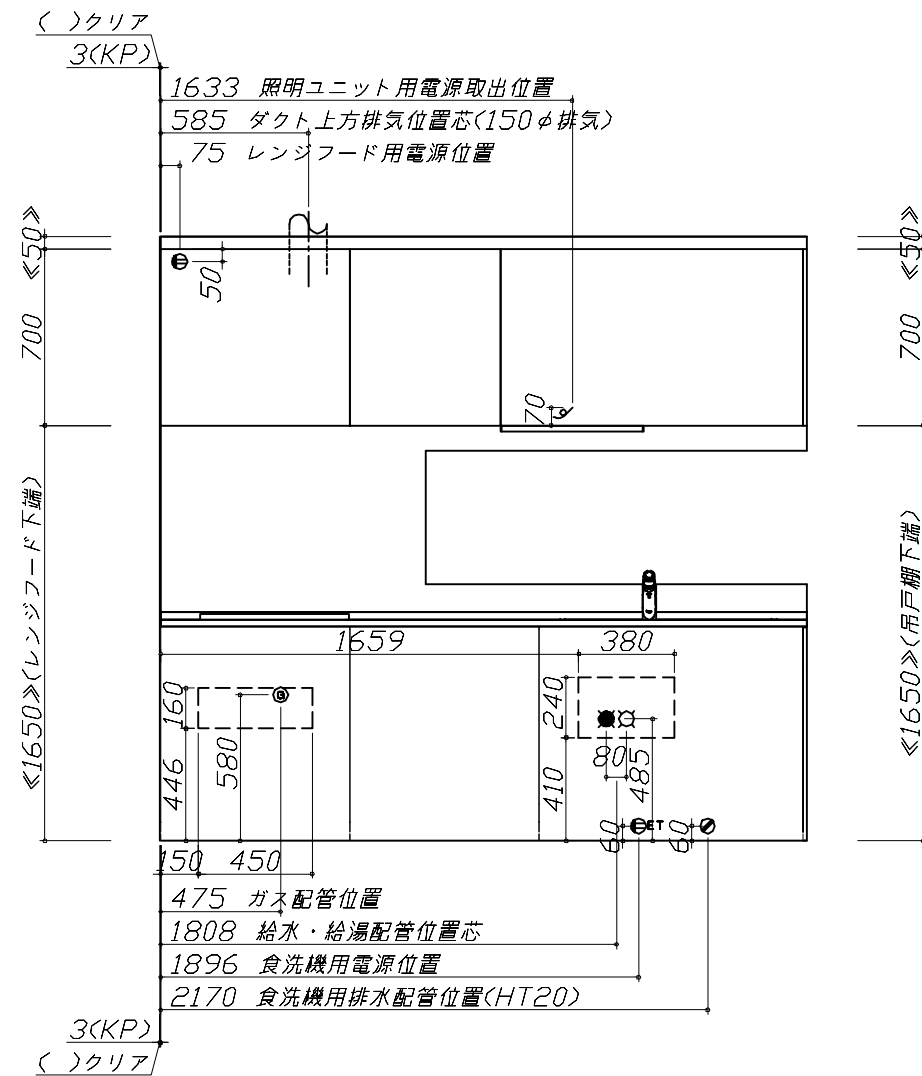 ( )クリア
3(KP)
1633 照明ユニット用電源取出位置
585 ダクト上方排気位置芯(150φ排気)
75 レンジフード用電源位置
≪50≫
≪50≫
50
700
700
70
≪1650≫(レンジフード下端)
≪1650≫(吊戸棚下端)
1659
380
160
240
580
80
485
446
410
G
ET
60
60
150
450
475 ガス配管位置
1808 給水・給湯配管位置芯
1896 食洗機用電源位置
2170 食洗機用排水配管位置(HT20)
3(KP)
( )クリア